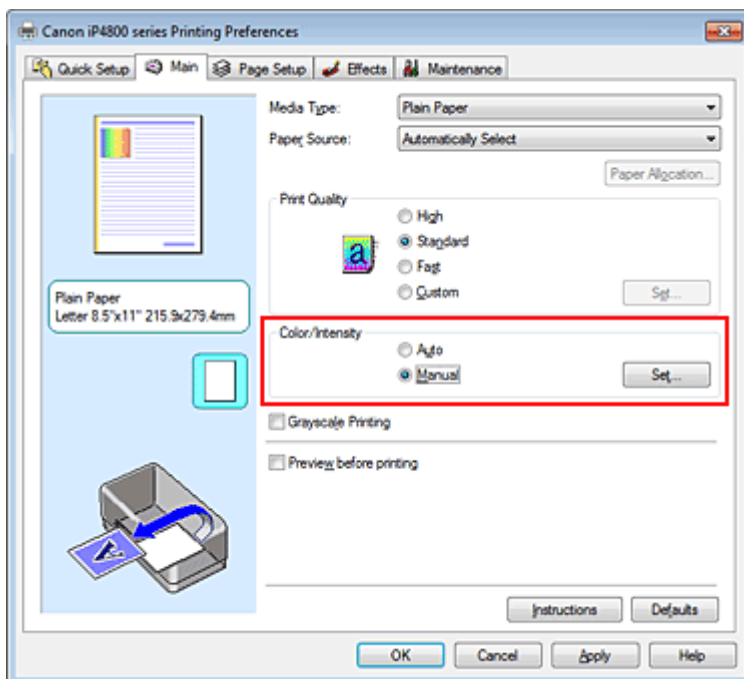 Canon iP4800 series Printing Preferences
Quick Setup Main Page Setup Effects Maintenance
Media Type: Plain Paper
Paper Source: Automatically Select
Paper Allocation...
Print Quality
High
a Standard
Fast
Custom Set...
Plain Paper
Letter 8.5"x11" 215.9x279.4mm
Color/Intensity
Auto
Manual Set...
Grayscale Printing
Preview before printing
A
Instructions Defaults
OK Cancel Apply Help